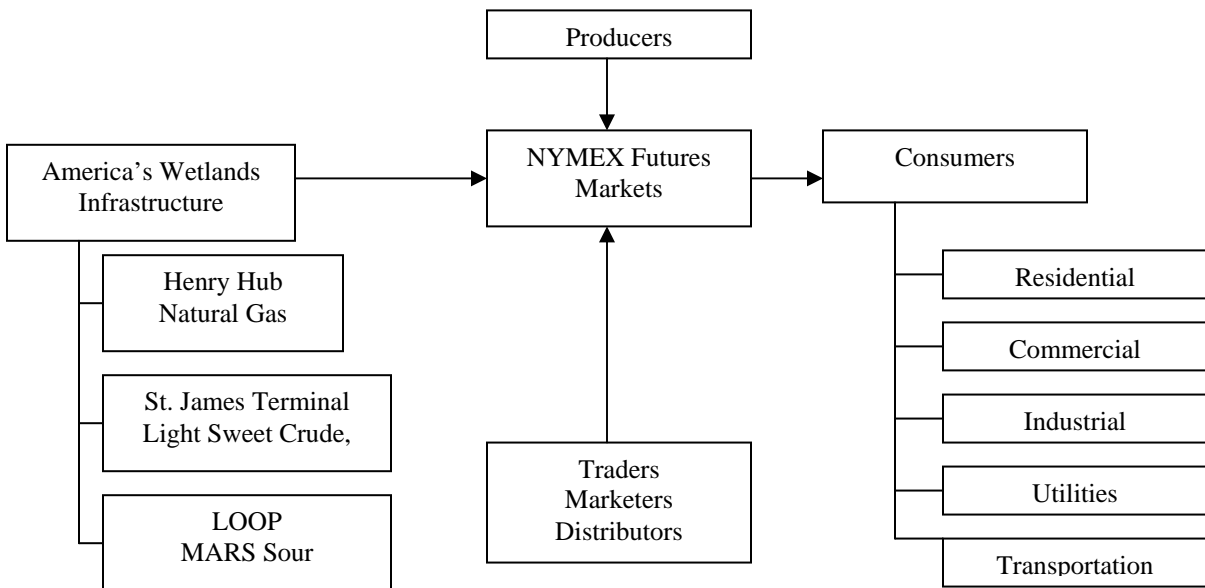 Producers
America’s Wetlands
Infrastructure
NYMEX Futures
Markets
Consumers
Henry Hub
Natural Gas
St. James Terminal
Light Sweet Crude,
LOOP
MARS Sour
Traders
Marketers
Distributors
Residential
Commercial
Industrial
Utilities
Transportation